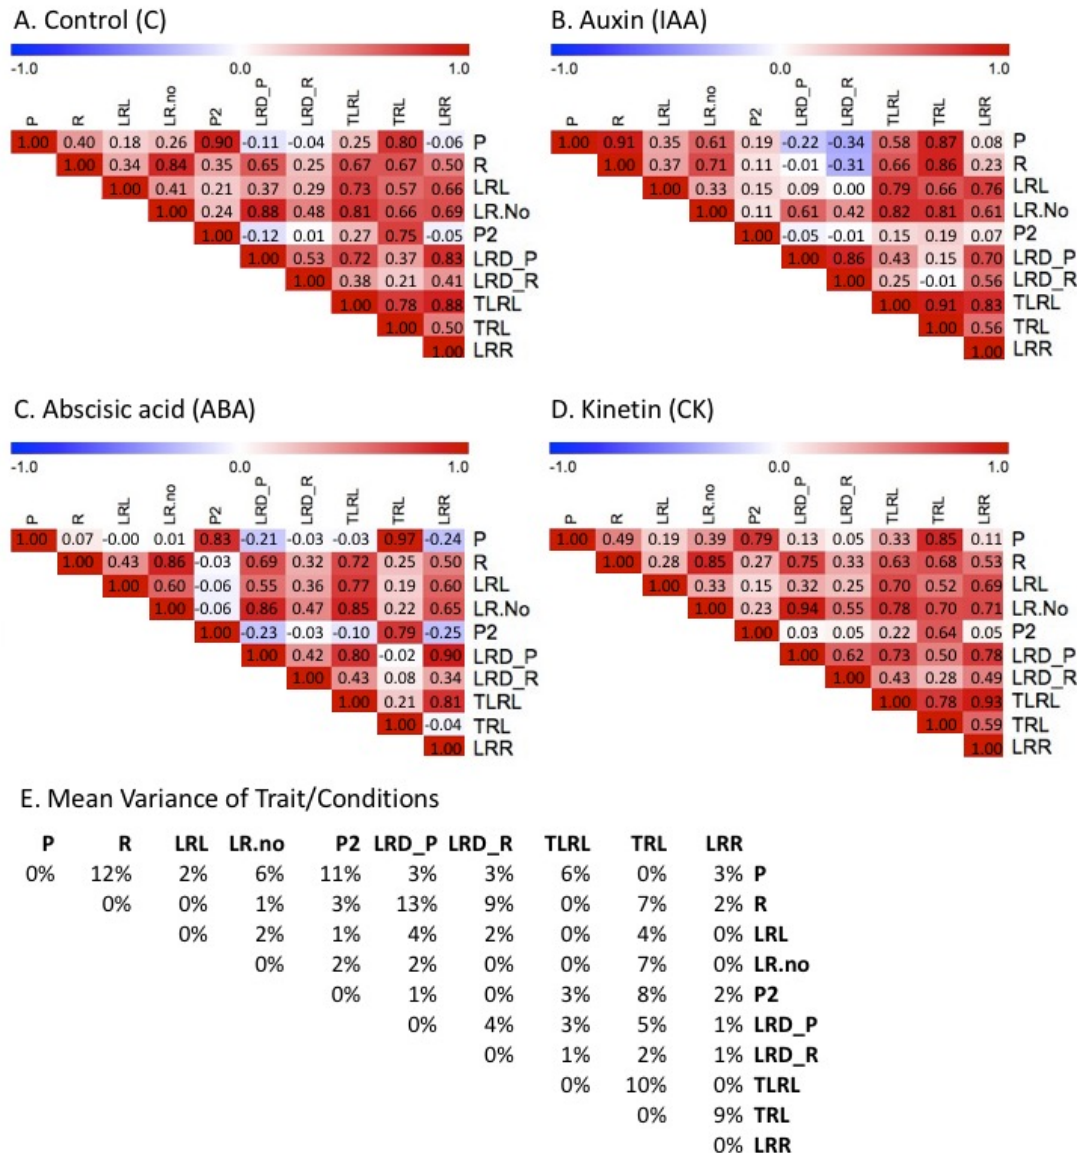 A. Control (C)
-1.0 0.0 1.0
P R LRL LR.no P2 LRD_P LRD_R TLRL TRL LRR
1.00 0.40 0.18 0.26 0.90 -0.11 -0.04 0.25 0.80 -0.06 P
1.00 0.34 0.84 0.35 0.65 0.25 0.67 0.67 0.50 R
1.00 0.41 0.21 0.37 0.29 0.73 0.57 0.66 LRL
1.00 0.24 0.88 0.48 0.81 0.66 0.69 LR.No
1.00 -0.12 0.01 0.27 0.75 -0.05 P2
1.00 0.53 0.72 0.37 0.83 LRD_P
1.00 0.38 0.21 0.41 LRD_R
1.00 0.78 0.88 TLRL
1.00 0.50 TRL
1.00 LRR
B. Auxin (IAA)
-1.0 0.0 1.0
P R LRL LR.no P2 LRD_P LRD_R TLRL TRL LRR
1.00 0.91 0.35 0.61 0.19 -0.22 -0.34 0.58 0.87 0.08 P
1.00 0.37 0.71 0.11 -0.01 -0.31 0.66 0.86 0.23 R
1.00 0.33 0.15 0.09 0.00 0.79 0.66 0.76 LRL
1.00 0.11 0.61 0.42 0.82 0.81 0.61 LR.No
1.00 -0.05 -0.01 0.15 0.19 0.07 P2
1.00 0.86 0.43 0.15 0.70 LRD_P
1.00 0.25 -0.01 0.56 LRD_R
1.00 0.91 0.83 TLRL
1.00 0.56 TRL
1.00 LRR
C. Abscisic acid (ABA)
-1.0 0.0 1.0
P R LRL LR.no P2 LRD_P LRD_R TLRL TRL LRR
1.00 0.07 -0.00 0.01 0.83 -0.21 -0.03 -0.03 0.97 -0.24 P
1.00 0.43 0.86 -0.03 0.69 0.32 0.72 0.25 0.50 R
1.00 0.60 -0.06 0.55 0.36 0.77 0.19 0.60 LRL
1.00 -0.06 0.86 0.47 0.85 0.22 0.65 LR.No
1.00 -0.23 -0.03 -0.10 0.79 -0.25 P2
1.00 0.42 0.80 -0.02 0.90 LRD_P
1.00 0.43 0.08 0.34 LRD_R
1.00 0.21 0.81 TLRL
1.00 -0.04 TRL
1.00 LRR
D. Kinetin (CK)
-1.0 0.0 1.0
P R LRL LR.no P2 LRD_P LRD_R TLRL TRL LRR
1.00 0.49 0.19 0.39 0.79 0.13 0.05 0.33 0.85 0.11 P
1.00 0.28 0.85 0.27 0.75 0.33 0.63 0.68 0.53 R
1.00 0.33 0.15 0.32 0.25 0.70 0.52 0.69 LRL
1.00 0.23 0.94 0.55 0.78 0.70 0.71 LR.No
1.00 0.03 0.05 0.22 0.64 0.05 P2
1.00 0.62 0.73 0.50 0.78 LRD_P
1.00 0.43 0.28 0.49 LRD_R
1.00 0.78 0.93 TLRL
1.00 0.59 TRL
1.00 LRR
E. Mean Variance of Trait/Conditions
P R LRL LR.no P2 LRD_P LRD_R TLRL TRL LRR
0% 12% 2% 6% 11% 3% 3% 6% 0% 3% P
0% 0% 1% 3% 13% 9% 0% 7% 2% R
0% 2% 1% 4% 2% 0% 4% 0% LRL
0% 2% 2% 0% 0% 7% 0% LR.no
0% 1% 0% 3% 8% 2% P2
0% 4% 3% 5% 1% LRD_P
0% 1% 2% 1% LRD_R
0% 10% 0% TLRL
0% 9% TRL
0% LRR